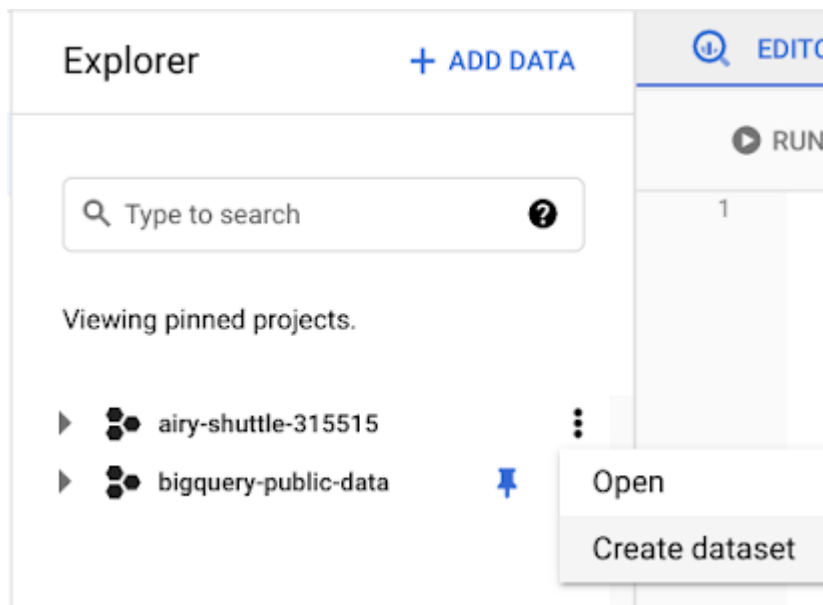 Explorer
+ ADD DATA
EDITO
RUN
Type to search
1
Viewing pinned projects.
airy-shuttle-315515
bigquery-public-data
Open
Create dataset